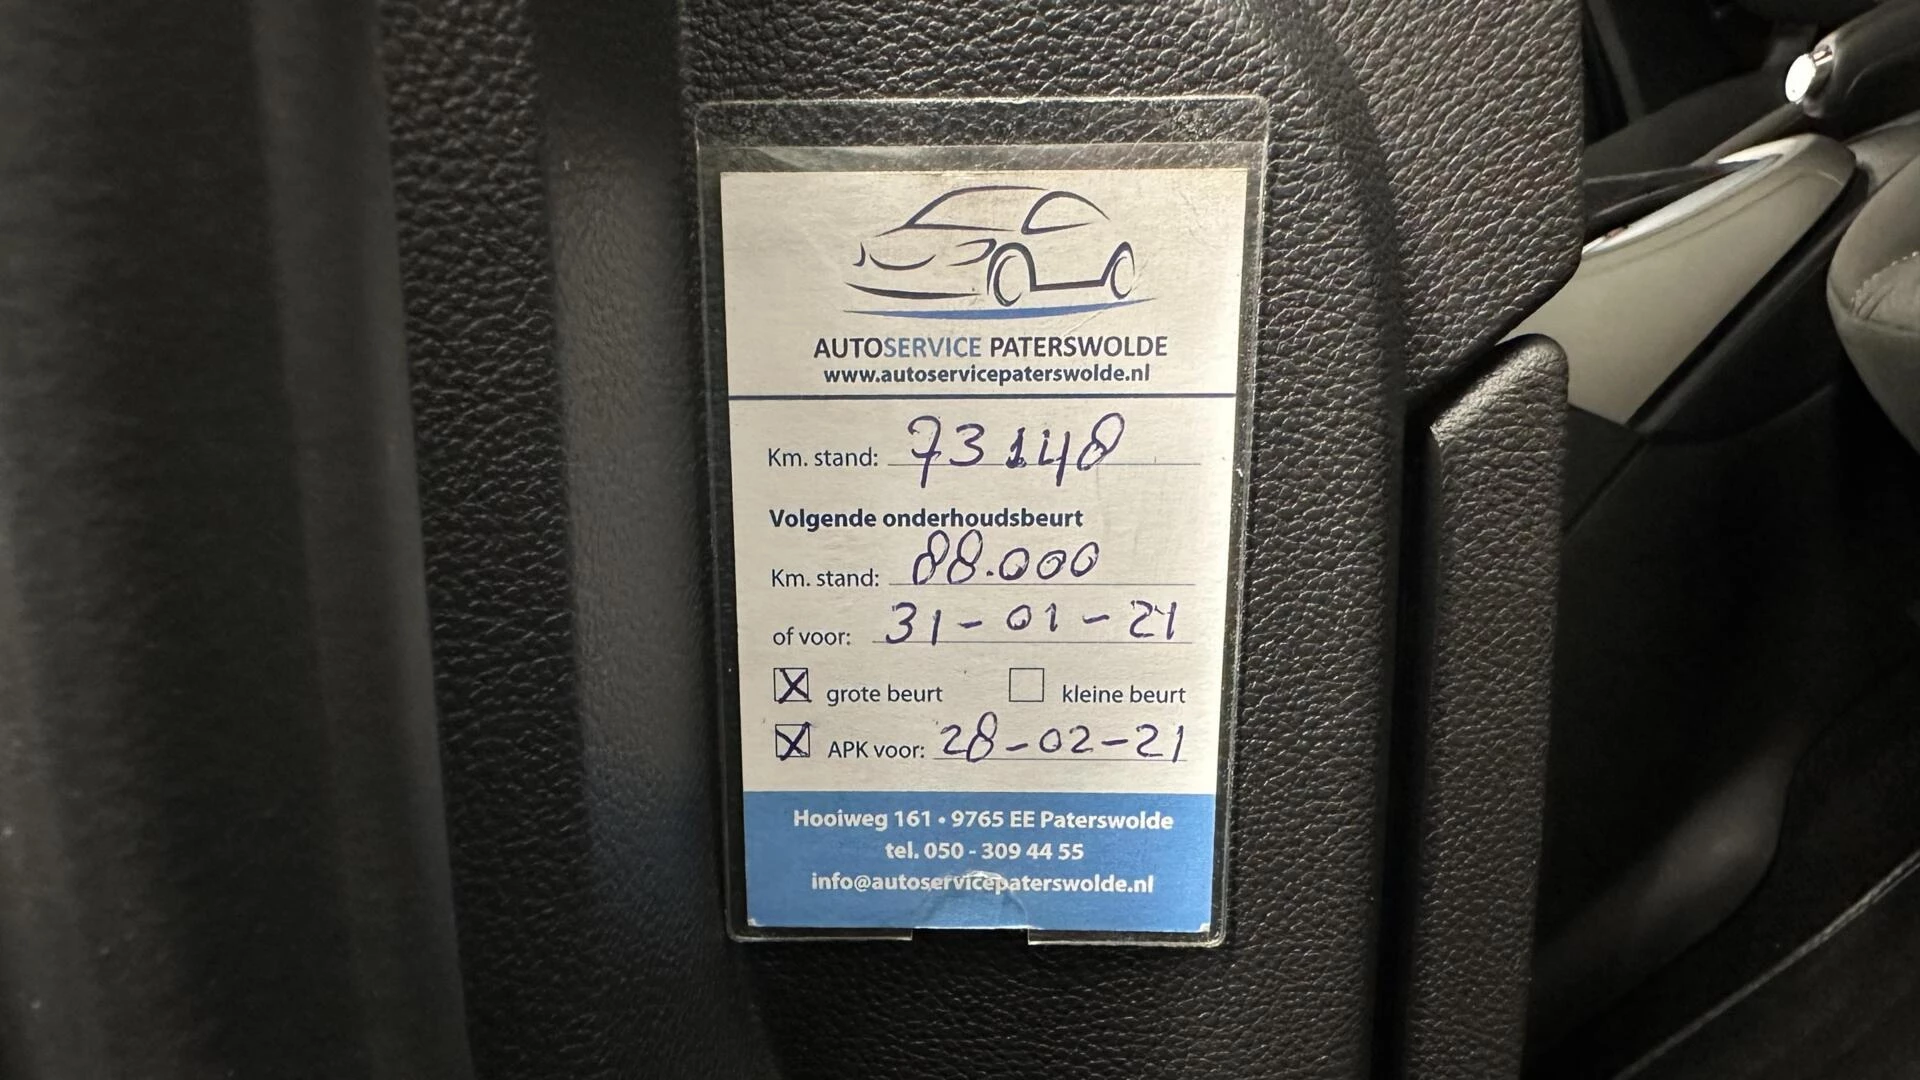 AUTOSERVICE PATERSWOLDE
www.autoservicepaterswolde.nl
Km. stand: 73148
Volgende onderhoudsbeurt
Km. stand: 88.000
of voor: 31-01-21
grote beurt kleine beurt
APK voor: 28-02-21
Hooiweg 161 • 9765 EE Paterswolde
tel. 050 - 309 44 55
info@autoservicepaterswolde.nl